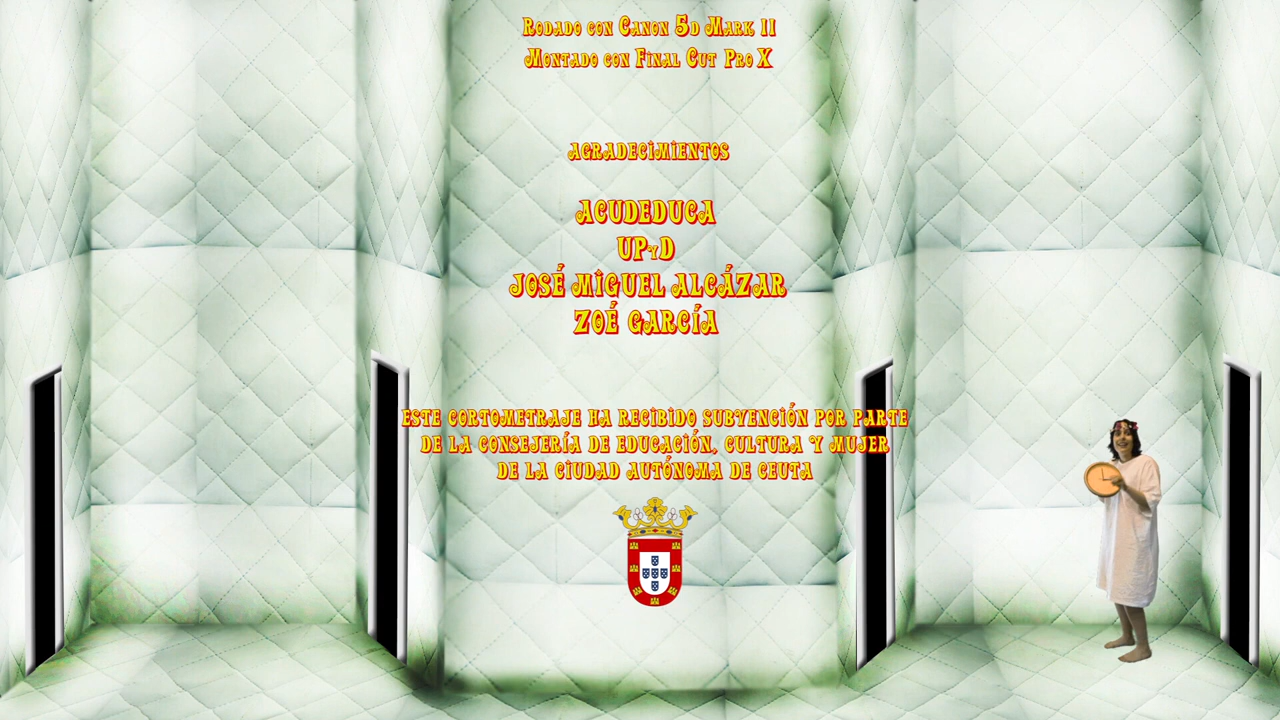 Rodado con Canon 5d Mark II
Montado con Final Cut Pro X
AGRADECiMiENTOS
ACUDEDUCA
UPYD
JOSÉ MiGUEL ALCÁZAR
ZOÉ GARCÍA
ESTE CORTOMETRAJE HA RECiBiDO SUBVENCiÓN POR PARTE
DE LA CONSEJERÍA DE EDUCACiÓN, CULTURA Y MUJER
DE LA CiUDAD AUTÓNOMA DE CEUTA